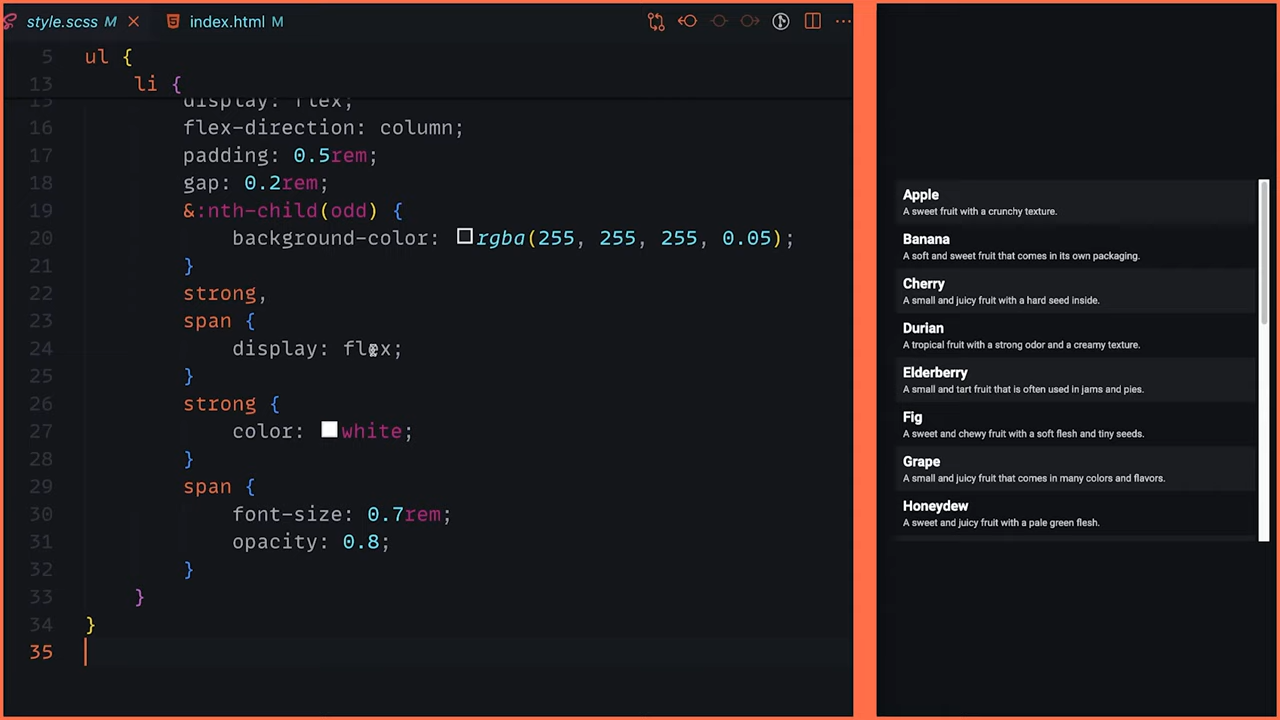 style.scss M
index.html M
5 ul {
13 li {
15 display: flex;
16 flex-direction: column;
17 padding: 0.5rem;
18 gap: 0.2rem;
19 &:nth-child(odd) {
20 background-color: rgba(255, 255, 255, 0.05);
21 }
22 strong,
23 span {
24 display: flex;
25 }
26 strong {
27 color: white;
28 }
29 span {
30 font-size: 0.7rem;
31 opacity: 0.8;
32 }
33 }
34 }
35
Apple
A sweet fruit with a crunchy texture.
Banana
A soft and sweet fruit that comes in its own packaging.
Cherry
A small and juicy fruit with a hard seed inside.
Durian
A tropical fruit with a strong odor and a creamy texture.
Elderberry
A small and tart fruit that is often used in jams and pies.
Fig
A sweet and chewy fruit with a soft flesh and tiny seeds.
Grape
A small and juicy fruit that comes in many colors and flavors.
Honeydew
A sweet and juicy fruit with a pale green flesh.